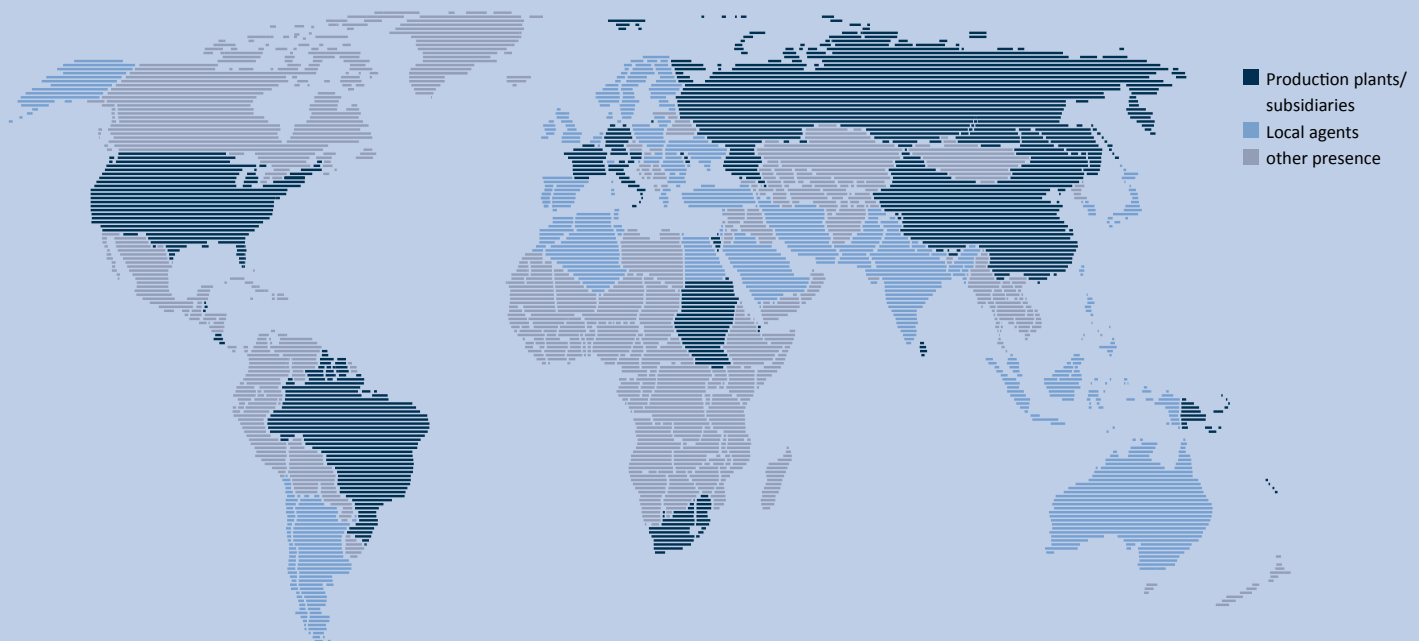 Production plants/
subsidiaries
Local agents
other presence